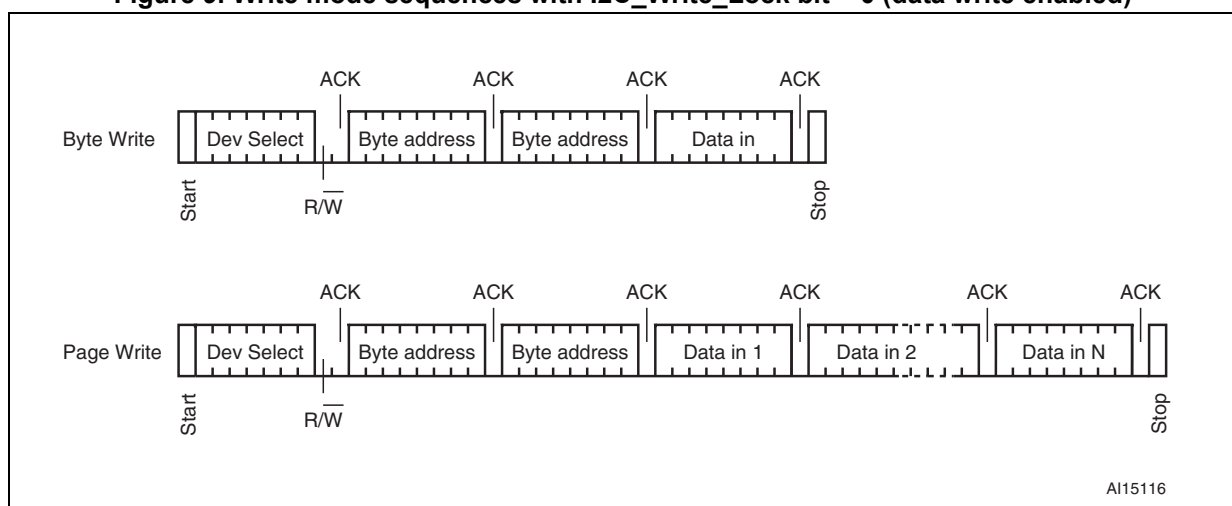 Figure 9. Write mode sequences with I2C_Write_Lock bit = 0 (data write enabled)
ACK ACK ACK ACK
Byte Write Dev Select Byte address Byte address Data in
Start R/W Stop
ACK ACK ACK ACK ACK ACK
Page Write Dev Select Byte address Byte address Data in 1 Data in 2 Data in N
Start R/W Stop
AI15116